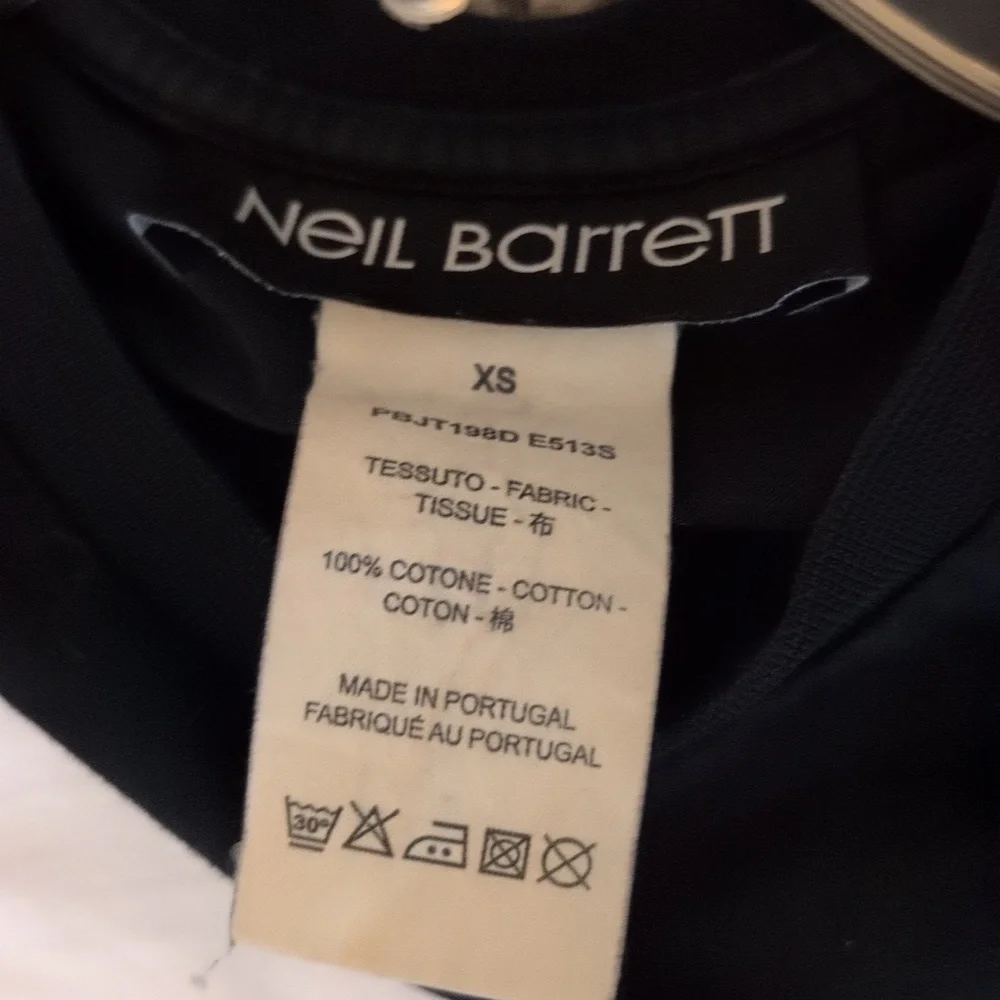 NEIL BARRETT
XS
PBJT198D E513S
TESSUTO - FABRIC -
TISSUE - 布
100% COTONE - COTTON -
COTON - 棉
MADE IN PORTUGAL
FABRIQUÉ AU PORTUGAL
30°